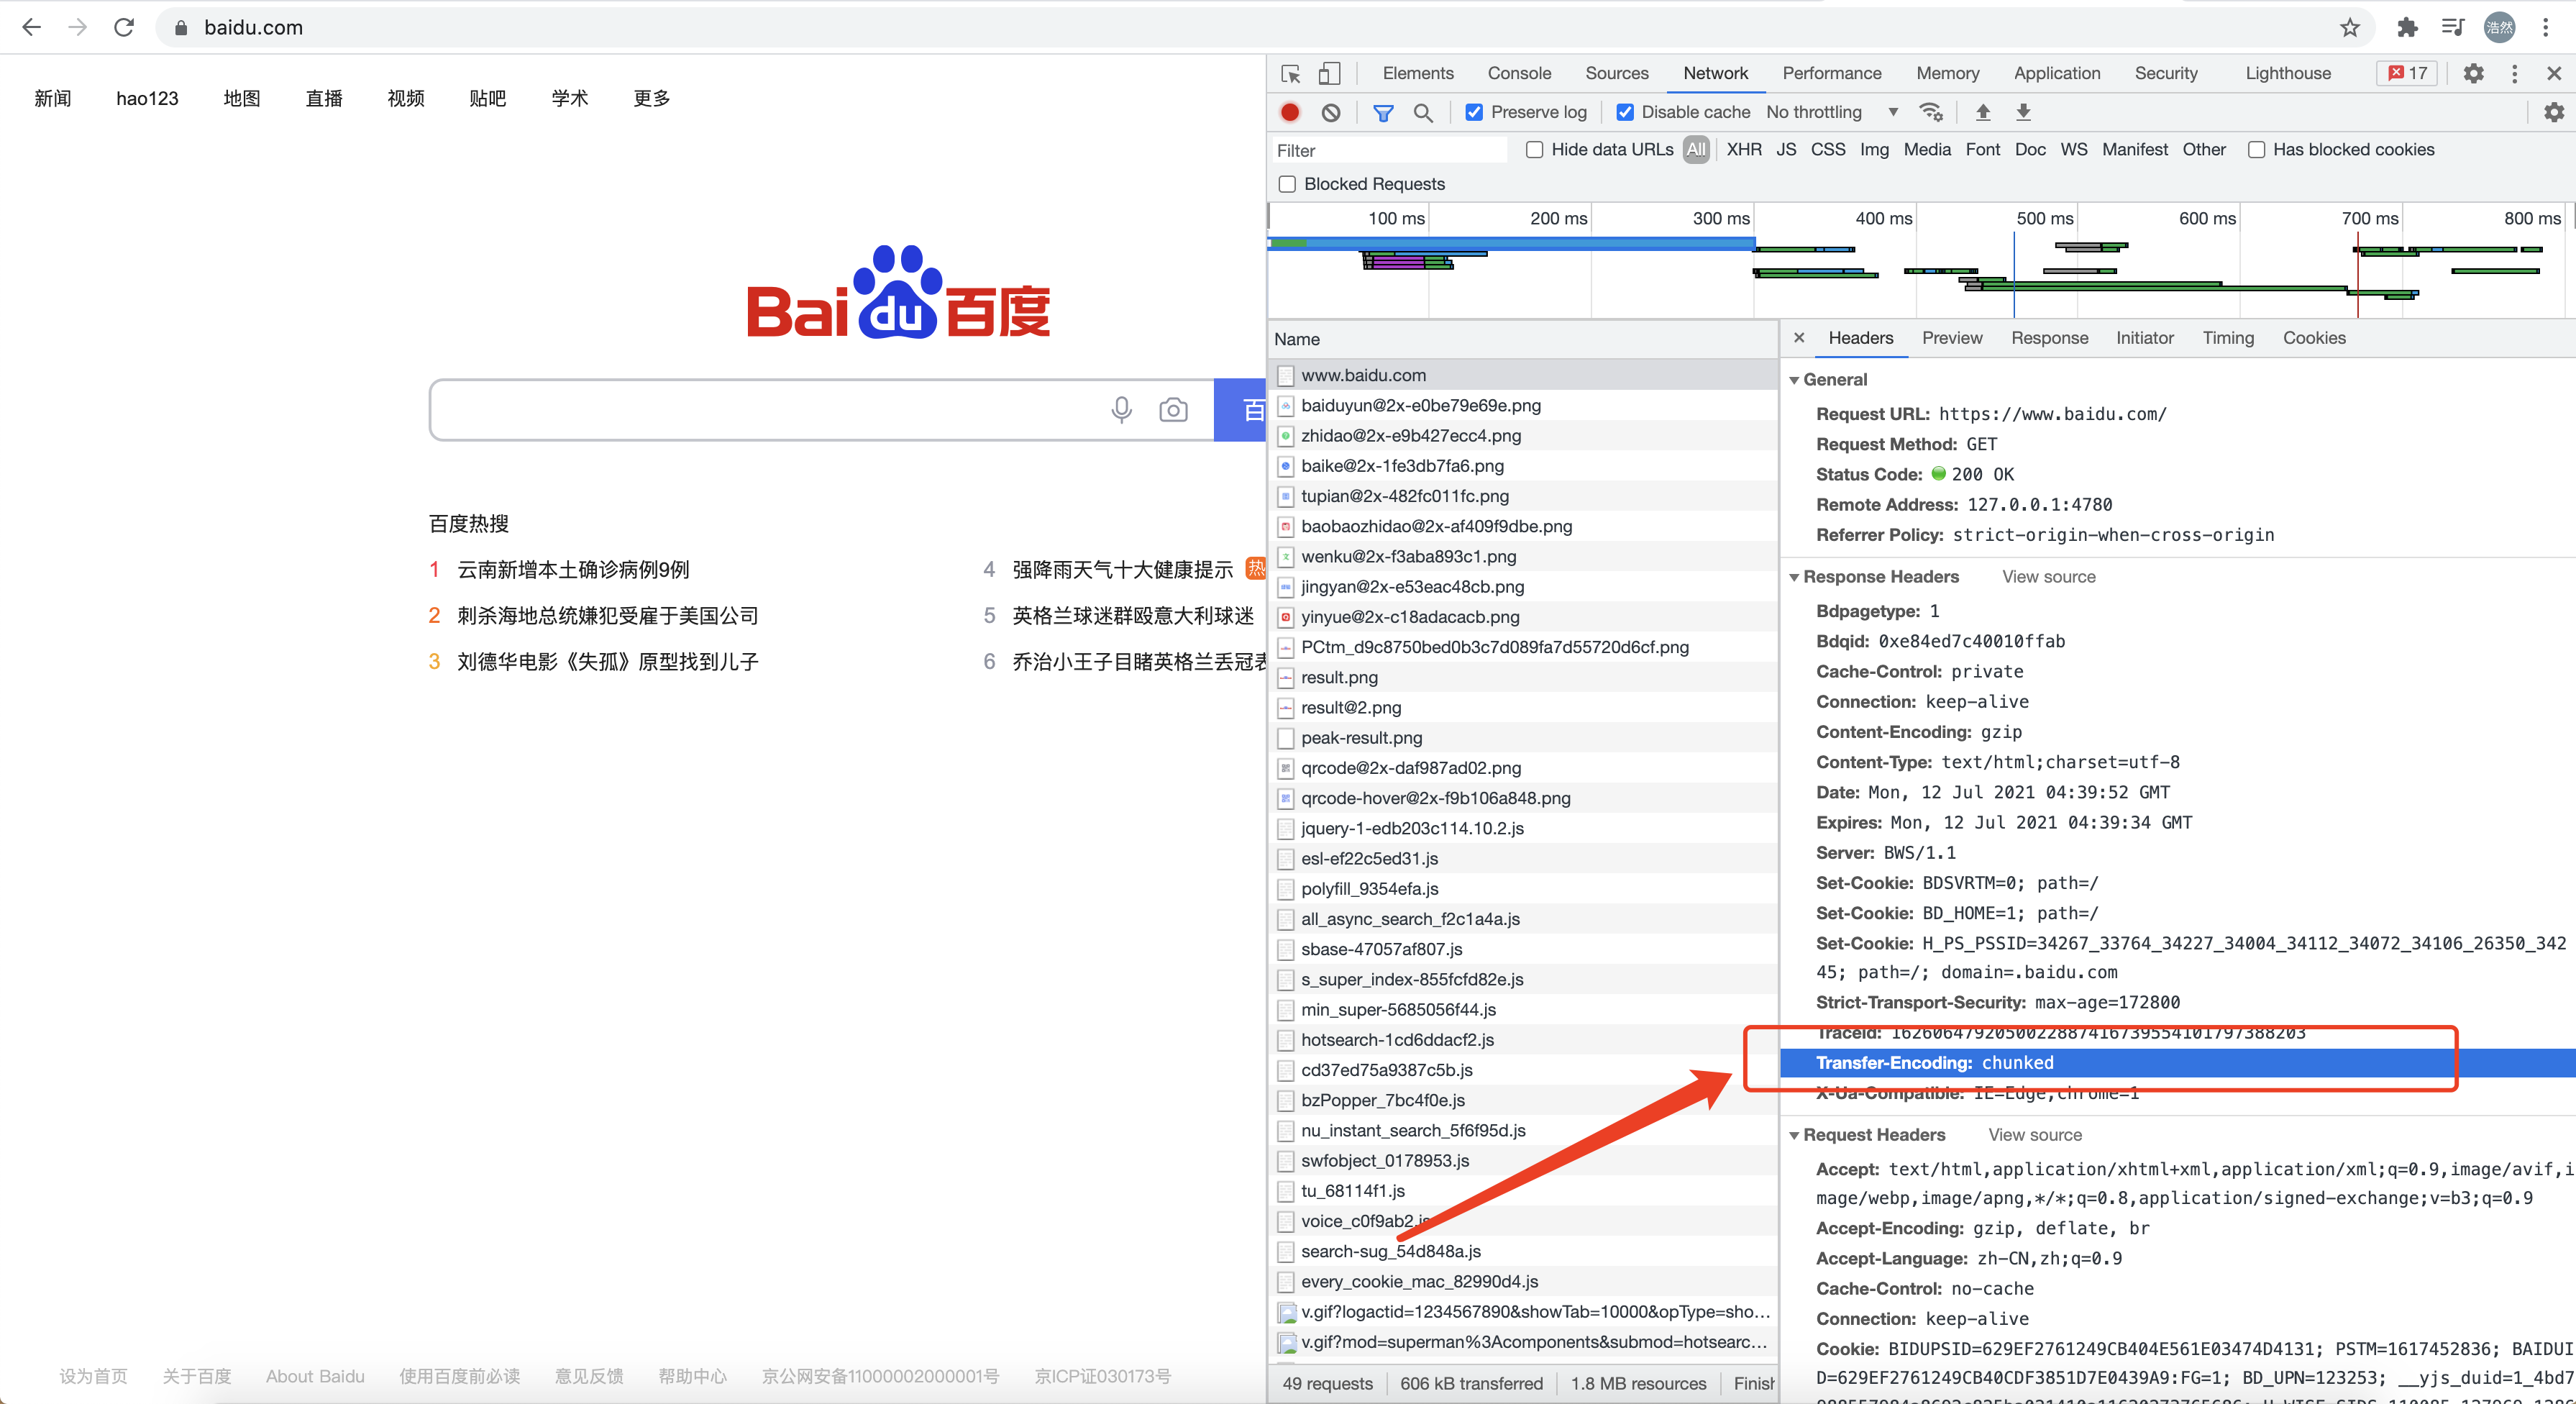 baidu.com
浩然
新闻 hao123 地图 直播 视频 贴吧 学术 更多
Bai du 百度
百
百度热搜
1 云南新增本土确诊病例9例
2 刺杀海地总统嫌犯受雇于美国公司
3 刘德华电影《失孤》原型找到儿子
4 强降雨天气十大健康提示 热
5 英格兰球迷群殴意大利球迷
6 乔治小王子目睹英格兰丢冠表
设为首页 关于百度 About Baidu 使用百度前必读 意见反馈 帮助中心 京公网安备11000002000001号 京ICP证030173号
Elements Console Sources Network Performance Memory Application Security Lighthouse 17
Preserve log Disable cache No throttling
Filter Hide data URLs All XHR JS CSS Img Media Font Doc WS Manifest Other Has blocked cookies
Blocked Requests
100 ms 200 ms 300 ms 400 ms 500 ms 600 ms 700 ms 800 ms
Name
www.baidu.com
baiduyun@2x-e0be79e69e.png
zhidao@2x-e9b427ecc4.png
baike@2x-1fe3db7fa6.png
tupian@2x-482fc011fc.png
baobaozhidao@2x-af409f9dbe.png
wenku@2x-f3aba893c1.png
jingyan@2x-e53eac48cb.png
yinyue@2x-c18adacacb.png
PCtm_d9c8750bed0b3c7d089fa7d55720d6cf.png
result.png
result@2.png
peak-result.png
qrcode@2x-daf987ad02.png
qrcode-hover@2x-f9b106a848.png
jquery-1-edb203c114.10.2.js
esl-ef22c5ed31.js
polyfill_9354efa.js
all_async_search_f2c1a4a.js
sbase-47057af807.js
s_super_index-855fcfd82e.js
min_super-5685056f44.js
hotsearch-1cd6ddacf2.js
cd37ed75a9387c5b.js
bzPopper_7bc4f0e.js
nu_instant_search_5f6f95d.js
swfobject_0178953.js
tu_68114f1.js
voice_c0f9ab2.js
search-sug_54d848a.js
every_cookie_mac_82990d4.js
v.gif?logactid=1234567890&showTab=10000&opType=sho...
v.gif?mod=superman%3Acomponents&submod=hotsearc...
49 requests 606 kB transferred 1.8 MB resources Finish
Headers Preview Response Initiator Timing Cookies
General
Request URL: https://www.baidu.com/
Request Method: GET
Status Code: 200 OK
Remote Address: 127.0.0.1:4780
Referrer Policy: strict-origin-when-cross-origin
Response Headers View source
Bdpagetype: 1
Bdqid: 0xe84ed7c40010ffab
Cache-Control: private
Connection: keep-alive
Content-Encoding: gzip
Content-Type: text/html;charset=utf-8
Date: Mon, 12 Jul 2021 04:39:52 GMT
Expires: Mon, 12 Jul 2021 04:39:34 GMT
Server: BWS/1.1
Set-Cookie: BDSVRTM=0; path=/
Set-Cookie: BD_HOME=1; path=/
Set-Cookie: H_PS_PSSID=34267_33764_34227_34004_34112_34072_34106_26350_342
45; path=/; domain=.baidu.com
Strict-Transport-Security: max-age=172800
Traceid: 1626064792050022887416739554101797388203
Transfer-Encoding: chunked
X-Ua-Compatible: IE=Edge,chrome=1
Request Headers View source
Accept: text/html,application/xhtml+xml,application/xml;q=0.9,image/avif,i
mage/webp,image/apng,*/*;q=0.8,application/signed-exchange;v=b3;q=0.9
Accept-Encoding: gzip, deflate, br
Accept-Language: zh-CN,zh;q=0.9
Cache-Control: no-cache
Connection: keep-alive
Cookie: BIDUPSID=629EF2761249CB404E561E03474D4131; PSTM=1617452836; BAIDUI
D=629EF2761249CB40CDF3851D7E0439A9:FG=1; BD_UPN=123253; __yjs_duid=1_4bd7